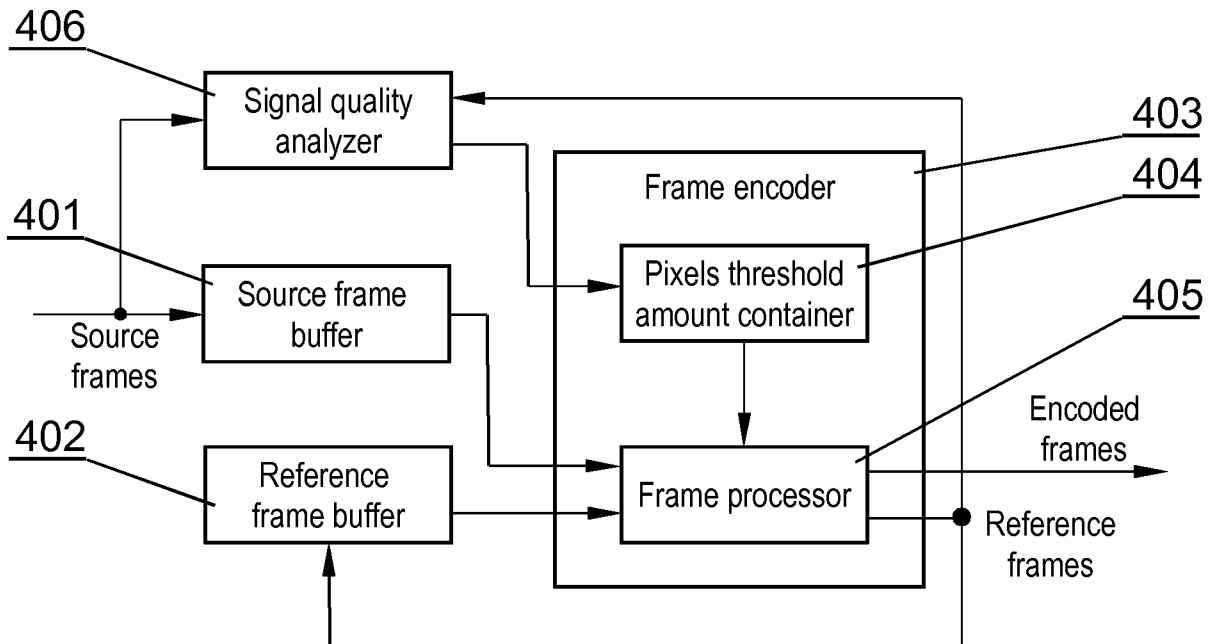 406
Signal quality
analyzer
403
Frame encoder
404
401
Pixels threshold
amount container
Source frame
buffer
405
Source
frames
402
Encoded
frames
Reference
frame buffer
Frame processor
Reference
frames